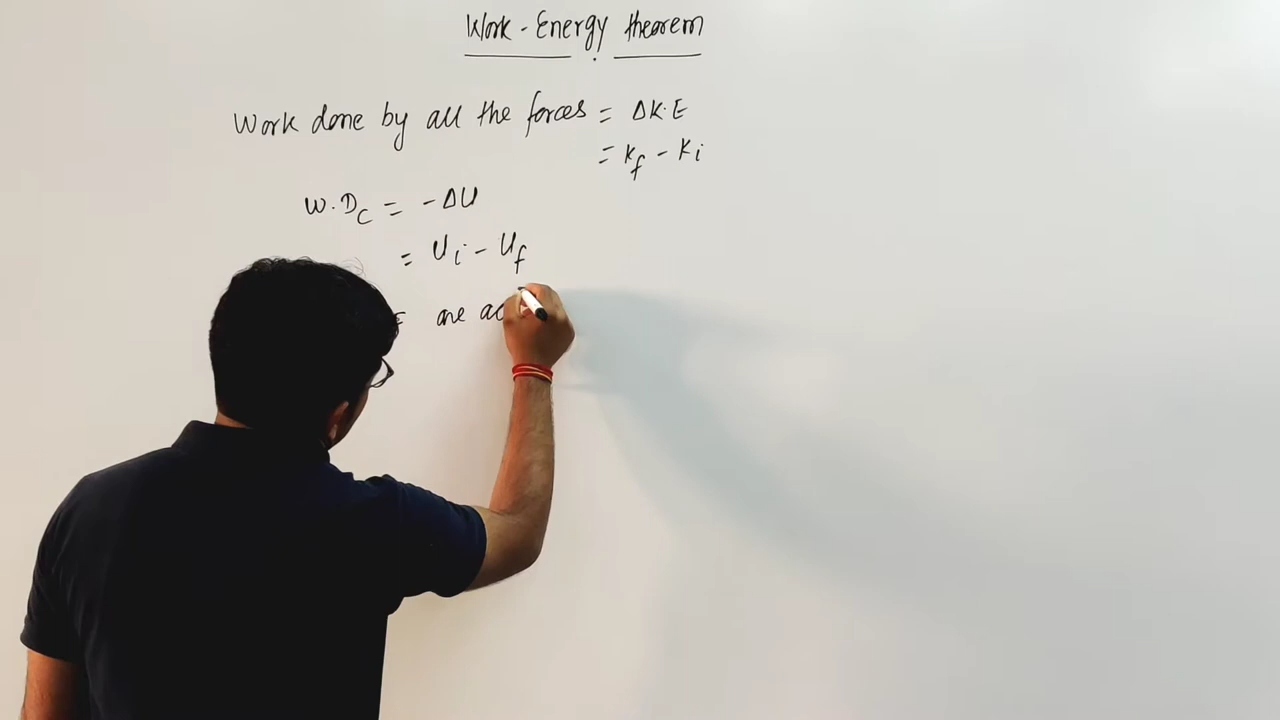 Work - Energy theorem
Work done by all the forces = ΔK.E
= Kf - Ki
W.Dc = -ΔU
= Ui - Uf
are